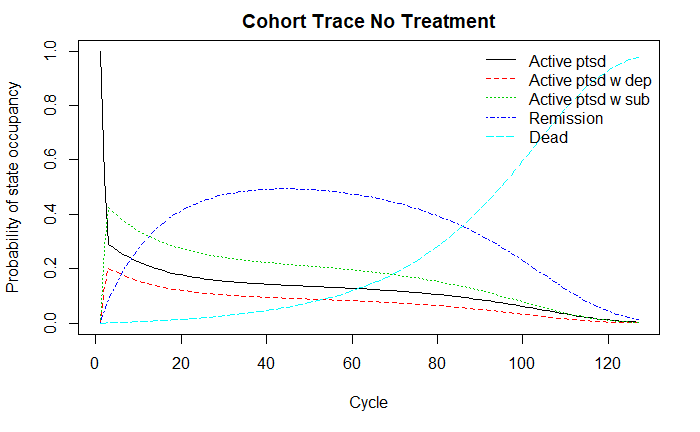 Cohort Trace No Treatment
Probability of state occupancy
1.0
0.8
0.6
0.4
0.2
0.0
Active ptsd
Active ptsd w dep
Active ptsd w sub
Remission
Dead
0 20 40 60 80 100 120
Cycle